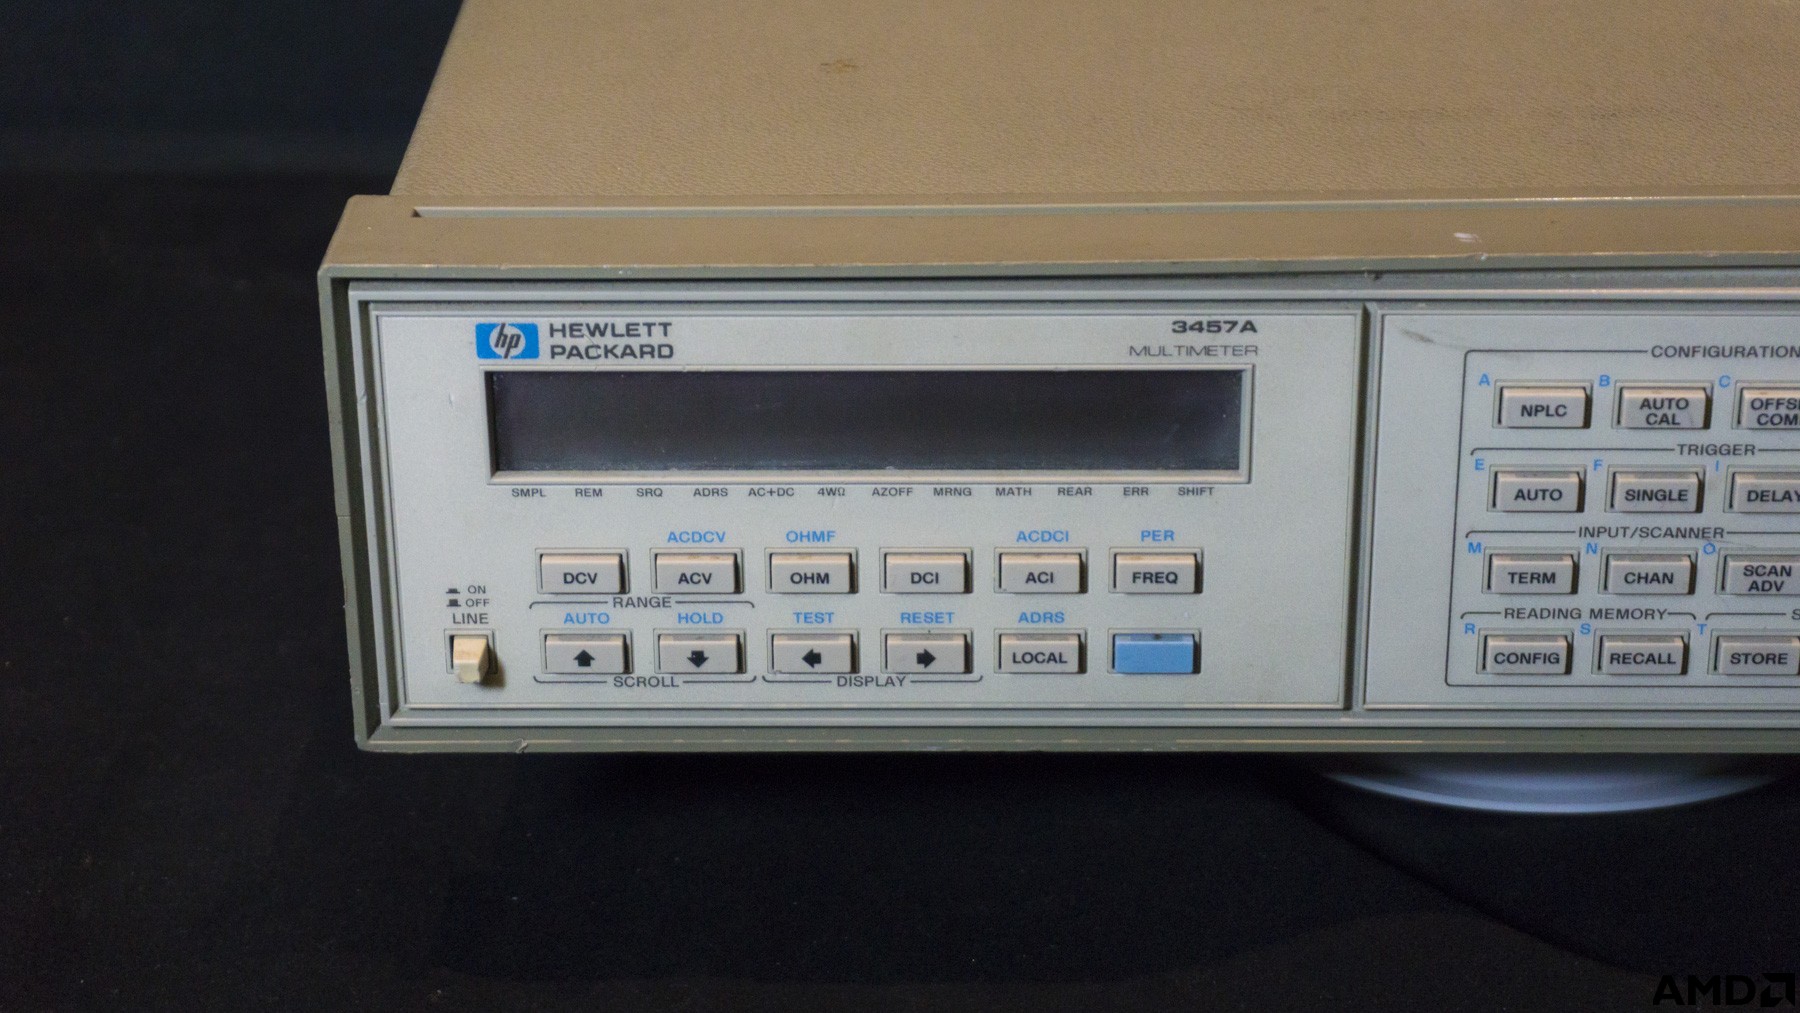 hp HEWLETT
PACKARD
3457A
MULTIMETER
SMPL REM SRQ ADRS AC+DC 4WΩ AZOFF MRNG MATH REAR ERR SHIFT
ACDCV OHMF ACDCI PER
DCV ACV OHM DCI ACI FREQ
ON
OFF
LINE
RANGE
AUTO HOLD TEST RESET ADRS
LOCAL
SCROLL DISPLAY
CONFIGURATION
A B C
NPLC AUTO CAL
TRIGGER
E F I
AUTO SINGLE DELAY
INPUT/SCANNER
M N O
TERM CHAN SCAN ADV
READING MEMORY
R S T
CONFIG RECALL STORE
AMD